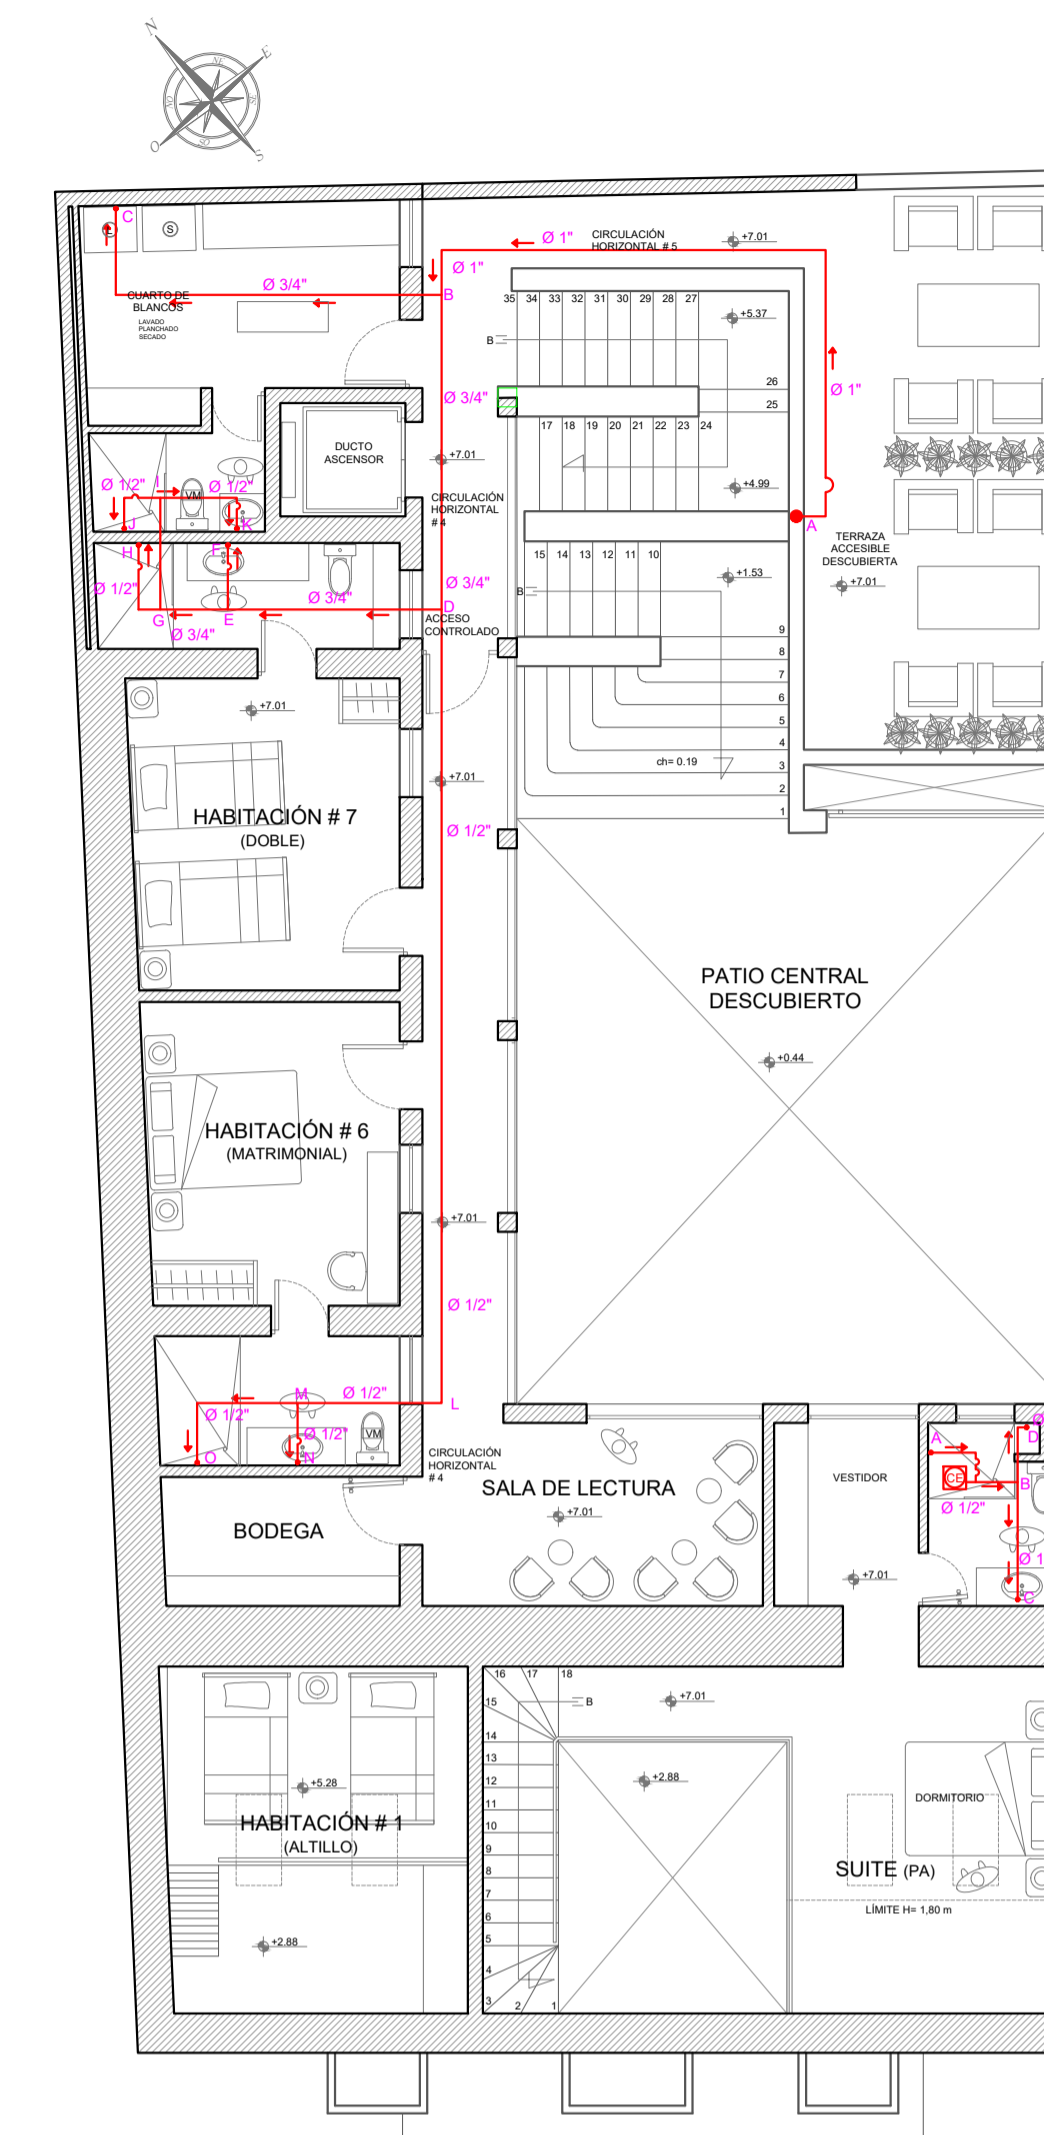 N
E
NE
SE
NO
SO
O
S
C
Ø 1"
CIRCULACIÓN
HORIZONTAL # 5
+7.01
L
S
Ø 1"
Ø 3/4"
B
CUARTO DE
BLANCOS
LAVADO
PLANCHADO
SECADO
35
34
33
32
31
30
29
28
27
+5.37
B
Ø 3/4"
26
25
Ø 1"
17
18
19
20
21
22
23
24
DUCTO
ASCENSOR
+7.01
Ø 1/2"
I
Ø 1/2"
VM
J
K
CIRCULACIÓN
HORIZONTAL
# 4
+4.99
A
TERRAZA
ACCESIBLE
DESCUBIERTA
+7.01
H
F
15
14
13
12
11
10
+1.53
B
Ø 1/2"
Ø 3/4"
Ø 3/4"
D
G
E
Ø 3/4"
ACCESO
CONTROLADO
9
8
7
6
5
4
3
2
1
ch= 0.19
+7.01
+7.01
HABITACIÓN # 7
(DOBLE)
Ø 1/2"
PATIO CENTRAL
DESCUBIERTO
+0.44
HABITACIÓN # 6
(MATRIMONIAL)
+7.01
Ø 1/2"
M
Ø 1/2"
L
Ø 1/2"
Ø 1/2"
VM
O
N
CIRCULACIÓN
HORIZONTAL
# 4
SALA DE LECTURA
+7.01
VESTIDOR
+7.01
A
Ø
D
CE
B
Ø 1/2"
Ø 1
C
BODEGA
16
17
18
15
B
+7.01
14
13
12
11
10
9
8
7
6
5
4
3
2
1
+2.88
+5.28
HABITACIÓN # 1
(ALTILLO)
+2.88
DORMITORIO
SUITE (PA)
LÍMITE H= 1,80 m